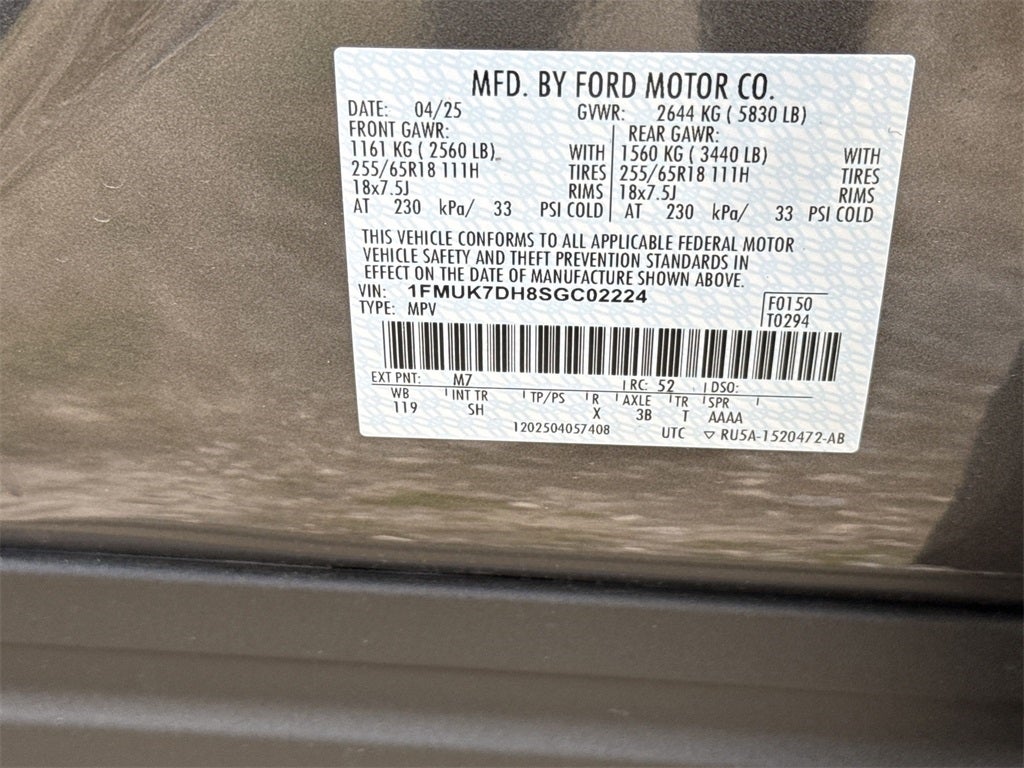 MFD. BY FORD MOTOR CO.
DATE: 04/25 GVWR: 2644 KG ( 5830 LB)
FRONT GAWR: REAR GAWR:
1161 KG ( 2560 LB) WITH 1560 KG ( 3440 LB) WITH
255/65R18 111H TIRES 255/65R18 111H TIRES
18x7.5J RIMS 18x7.5J RIMS
AT 230 kPa/ 33 PSI COLD AT 230 kPa/ 33 PSI COLD
THIS VEHICLE CONFORMS TO ALL APPLICABLE FEDERAL MOTOR
VEHICLE SAFETY AND THEFT PREVENTION STANDARDS IN
EFFECT ON THE DATE OF MANUFACTURE SHOWN ABOVE.
VIN: 1FMUK7DH8SGC02224 F0150
TYPE: MPV T0294
EXT PNT: M7 RC: 52 DSO:
WB INT TR TP/PS R AXLE TR SPR
119 SH X 3B T AAAA
1202504057408 UTC ▽ RU5A-1520472-AB